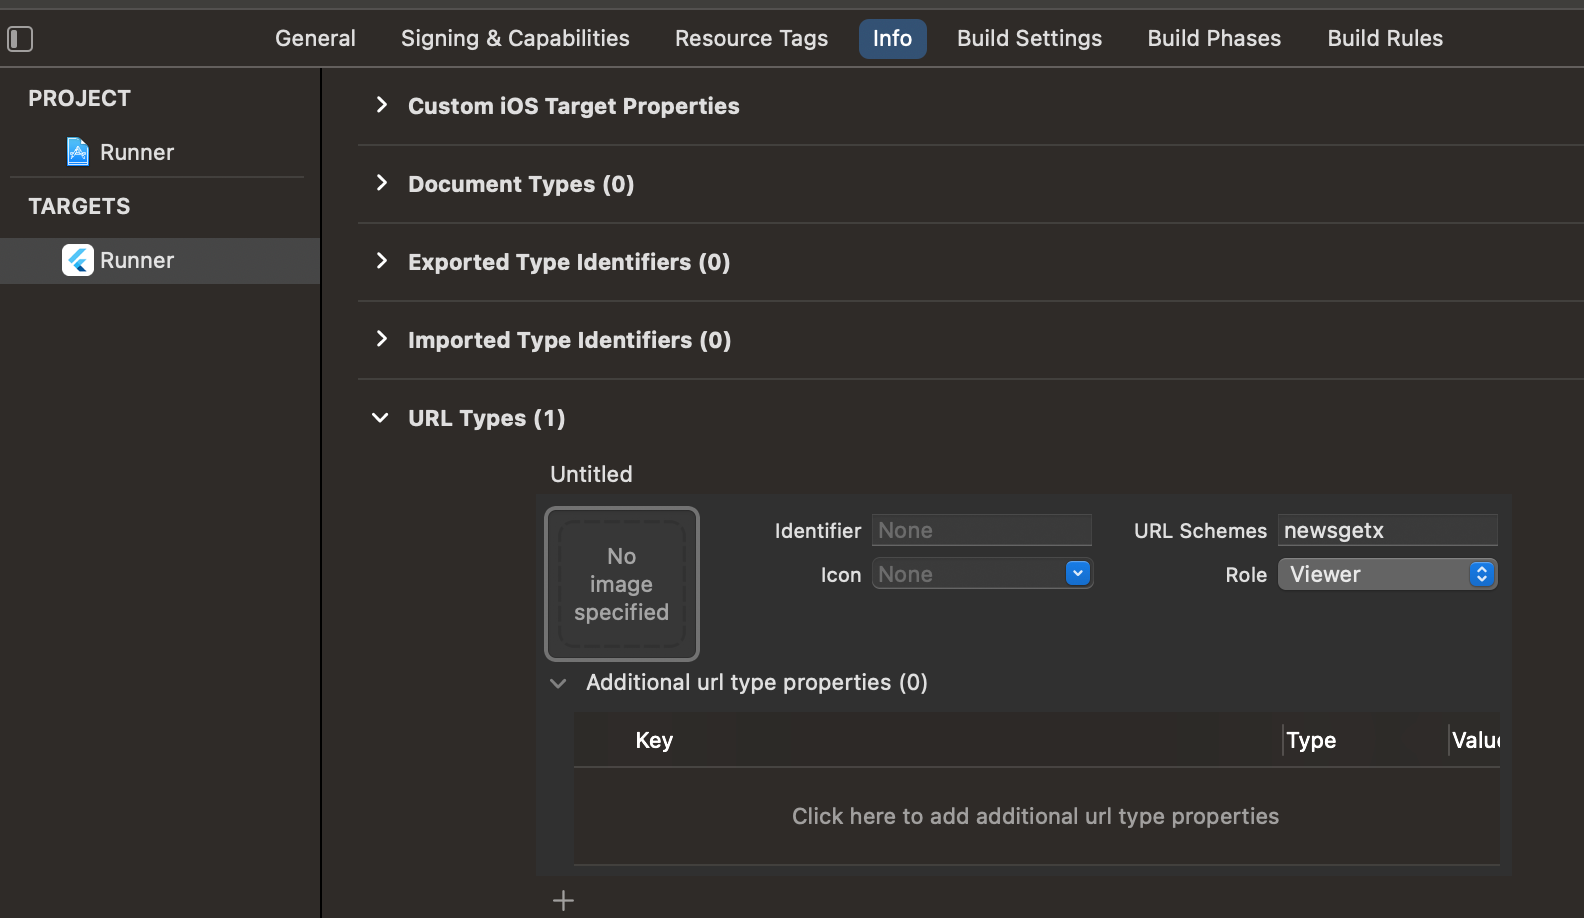 General
Signing & Capabilities
Resource Tags
Info
Build Settings
Build Phases
Build Rules
PROJECT
Runner
TARGETS
Runner
Custom iOS Target Properties
Document Types (0)
Exported Type Identifiers (0)
Imported Type Identifiers (0)
URL Types (1)
Untitled
No
image
specified
Identifier
None
URL Schemes
newsgetx
Icon
None
Role
Viewer
Additional url type properties (0)
Key
Type
Click here to add additional url type properties